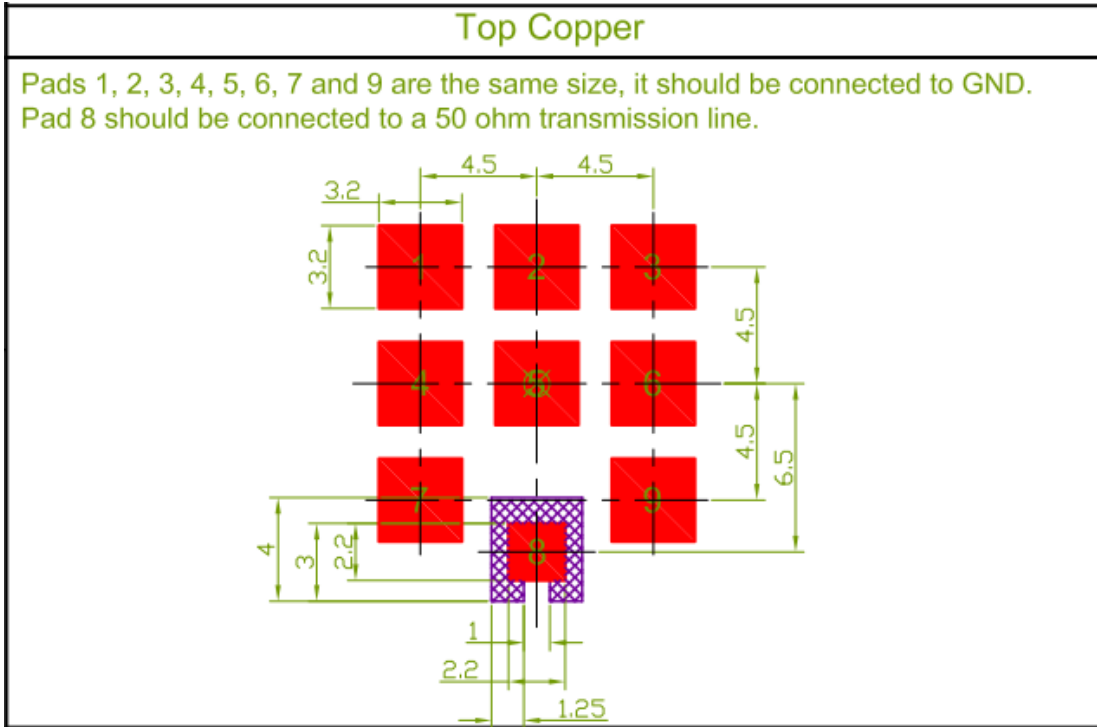 Top Copper
Pads 1, 2, 3, 4, 5, 6, 7 and 9 are the same size, it should be connected to GND.
Pad 8 should be connected to a 50 ohm transmission line.
4.5 4.5
3.2
3.2 1 2 3
4.5
4 5 6
4.5 6.5
7 9
4 3 2.2 8
1
2.2
1.25